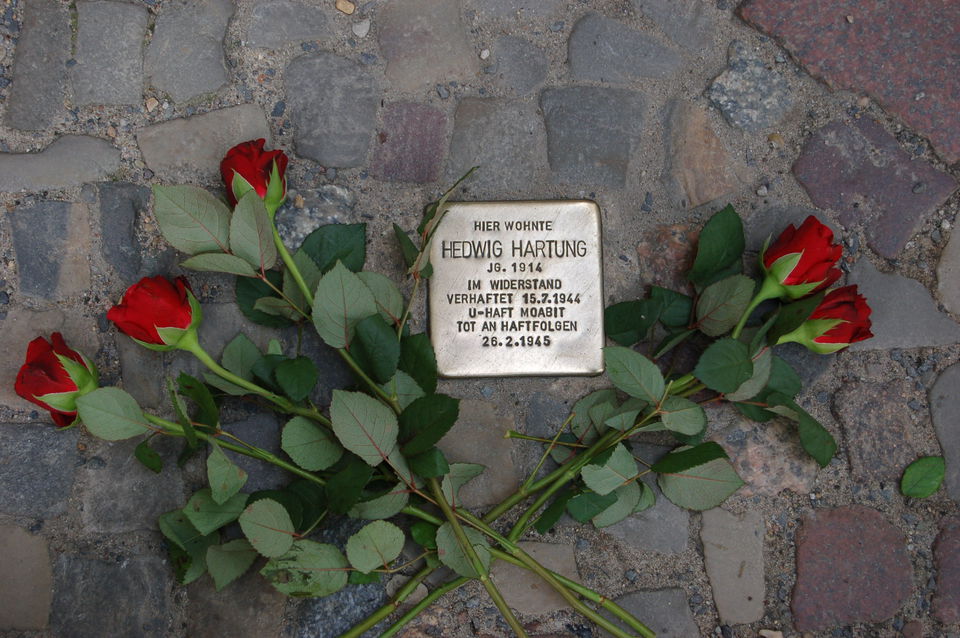 HIER WOHNTE
HEDWIG HARTUNG
JG. 1914
IM WIDERSTAND
VERHAFTET 15.7.1944
U-HAFT MOABIT
TOT AN HAFTFOLGEN
26.2.1945